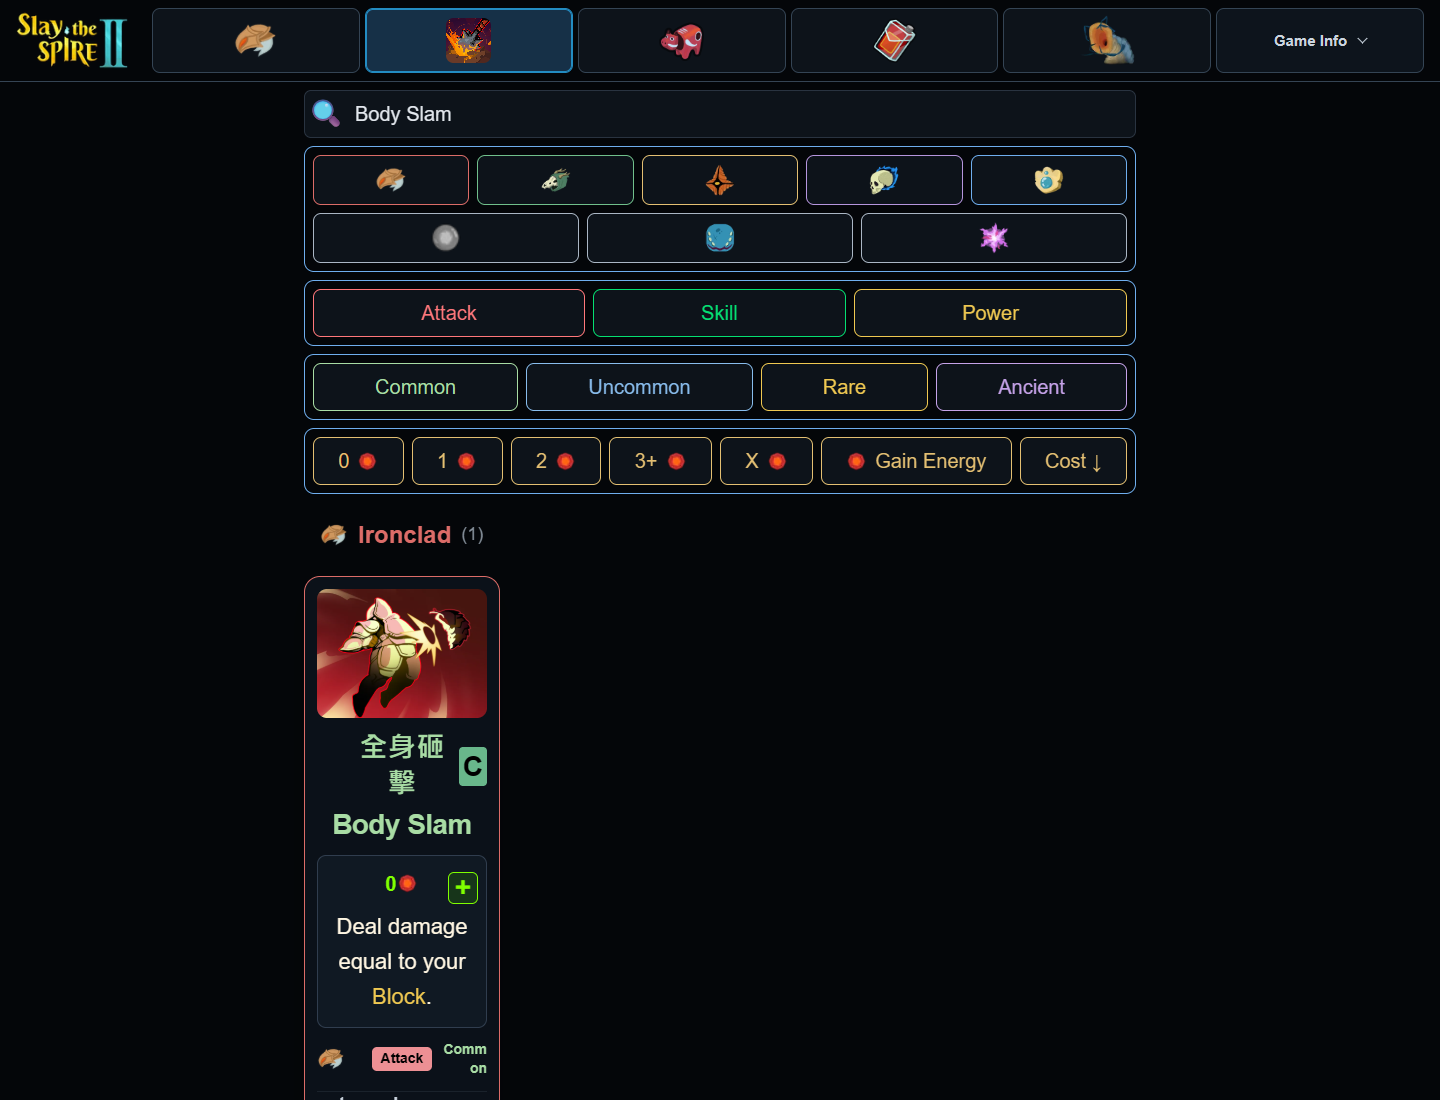 Slay the
SPIRE II
Game Info
Body Slam
Attack
Skill
Power
Common
Uncommon
Rare
Ancient
0
1
2
3+
X
Gain Energy
Cost ↓
Ironclad (1)
全身砸
擊
C
Body Slam
0
+
Deal damage
equal to your
Block.
Attack
Comm
on